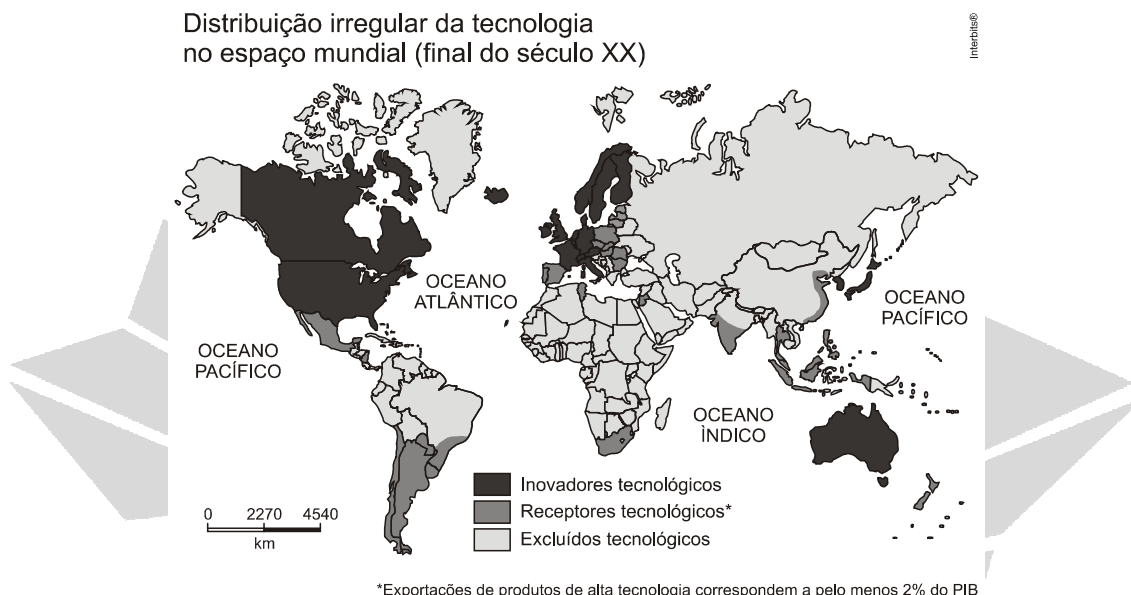 Distribuição irregular da tecnologia
no espaço mundial (final do século XX)
Interbits®
OCEANO
ATLÂNTICO
OCEANO
PACÍFICO
OCEANO
PACÍFICO
OCEANO
ÌNDICO
Inovadores tecnológicos
Receptores tecnológicos*
Excluídos tecnológicos
0 2270 4540
km
*Exportações de produtos de alta tecnologia correspondem a pelo menos 2% do PIB